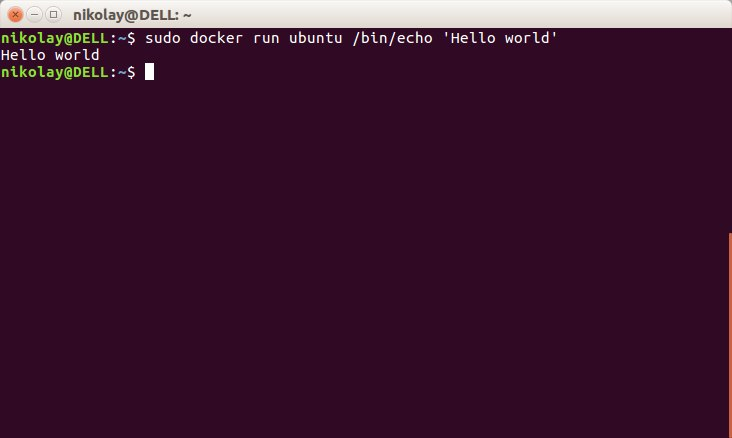 nikolay@DELL: ~
nikolay@DELL:~$ sudo docker run ubuntu /bin/echo 'Hello world'
Hello world
nikolay@DELL:~$